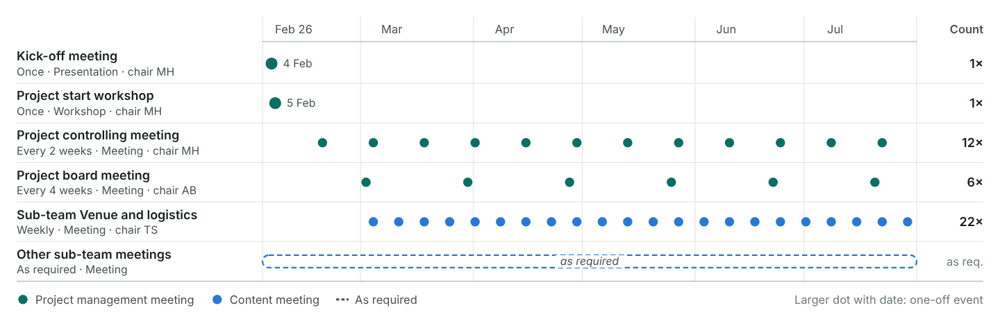 Feb 26 Mar Apr May Jun Jul Count
Kick-off meeting
Once · Presentation · chair MH
4 Feb
1×
Project start workshop
Once · Workshop · chair MH
5 Feb
1×
Project controlling meeting
Every 2 weeks · Meeting · chair MH
12×
Project board meeting
Every 4 weeks · Meeting · chair AB
6×
Sub-team Venue and logistics
Weekly · Meeting · chair TS
22×
Other sub-team meetings
As required · Meeting
as required
as req.
Project management meeting Content meeting As required Larger dot with date: one-off event